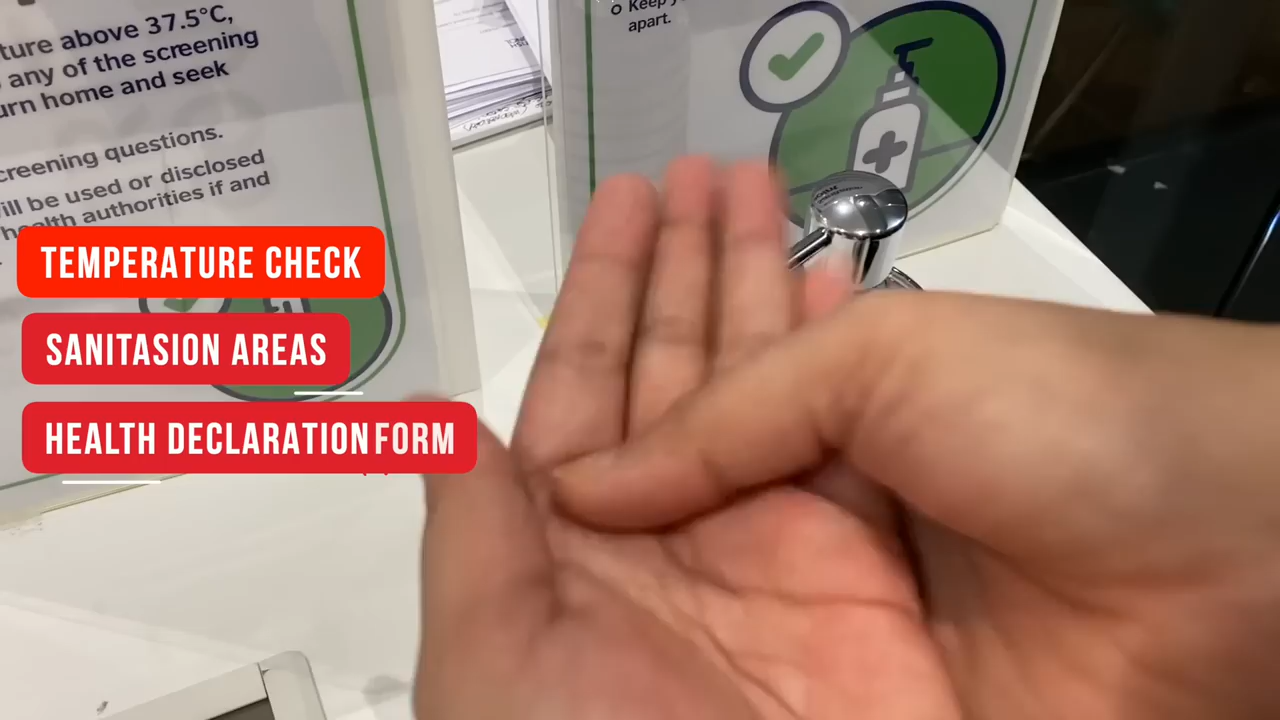 ture above 37.5°C,
any of the screening
urn home and seek
creening questions.
ill be used or disclosed
health authorities if and
Keep
apart.
TEMPERATURE CHECK
SANITASION AREAS
HEALTH DECLARATION FORM